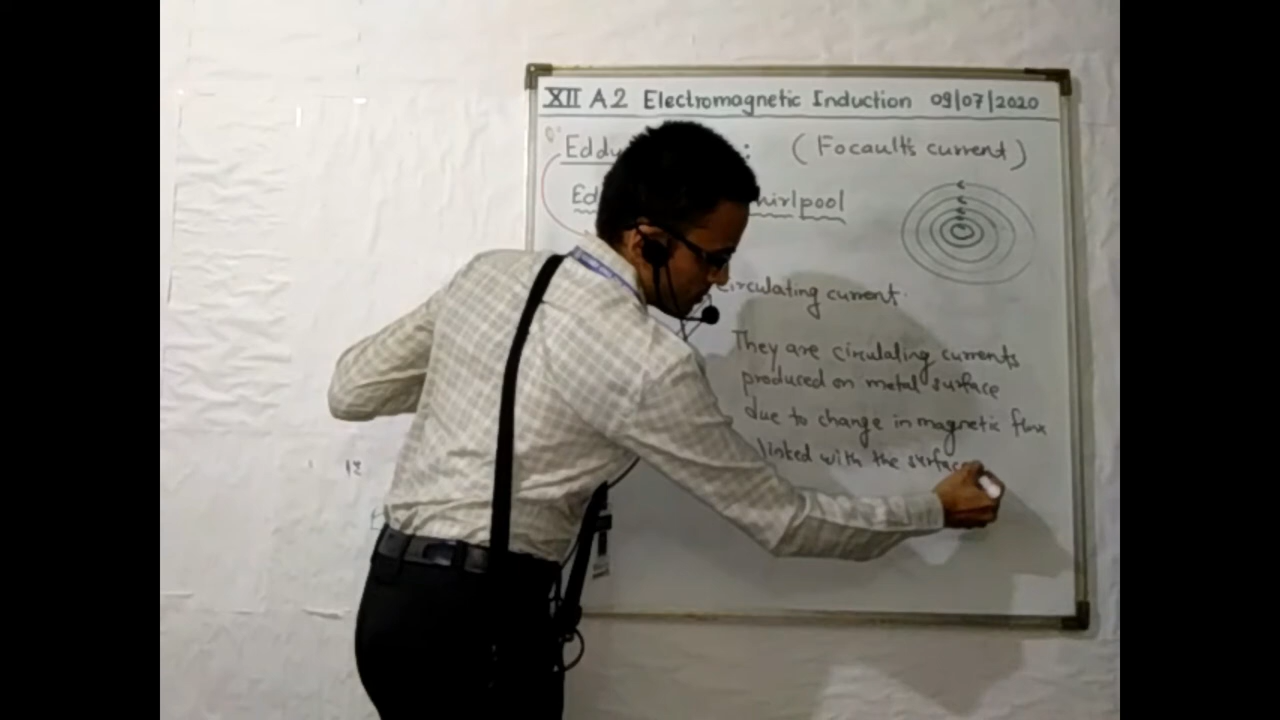 XII A2 Electromagnetic Induction 09/07/2020
Eddy : (Focault's current)
Ed hirlpool
circulating current.
They are circulating currents
produced on metal surface
due to change in magnetic flux
linked with the surface